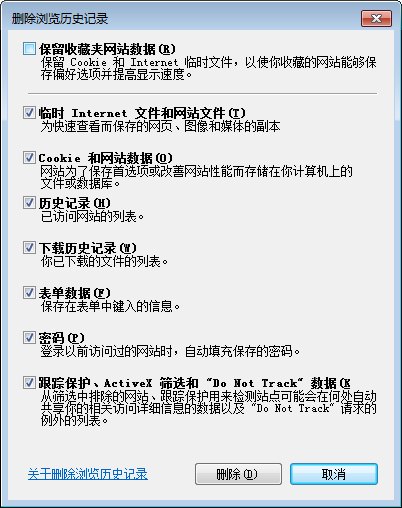 删除浏览历史记录
保留收藏夹网站数据(R)
保留 Cookie 和 Internet 临时文件，以使你收藏的网站能够保
存偏好选项并提高显示速度。
临时 Internet 文件和网站文件(T)
为快速查看而保存的网页、图像和媒体的副本
Cookie 和网站数据(O)
网站为了保存首选项或改善网站性能而存储在你计算机上的
文件或数据库。
历史记录(H)
已访问网站的列表。
下载历史记录(W)
你已下载的文件的列表。
表单数据(F)
保存在表单中键入的信息。
密码(P)
登录以前访问过的网站时，自动填充保存的密码。
跟踪保护、ActiveX 筛选和 "Do Not Track" 数据(K
从筛选中排除的网站、跟踪保护用来检测站点可能会在何处自动
共享你的相关访问详细信息的数据以及 "Do Not Track" 请求的
例外的列表。
关于删除浏览历史记录
删除(D)
取消